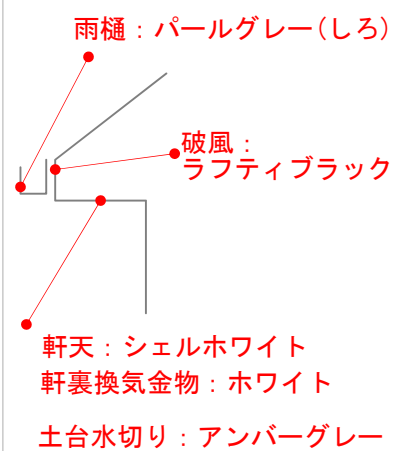 雨樋：パールグレー(しろ)
破風：
ラフティブラック
軒天：シェルホワイト
軒裏換気金物：ホワイト
土台水切り：アンバーグレー